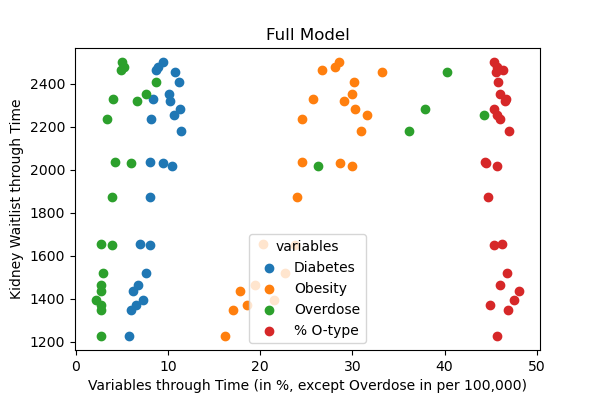 Full Model
Kidney Waitlist through Time
2400
2200
2000
1800
1600
1400
1200
variables
Diabetes
Obesity
Overdose
% O-type
0 10 20 30 40 50
Variables through Time (in %, except Overdose in per 100,000)